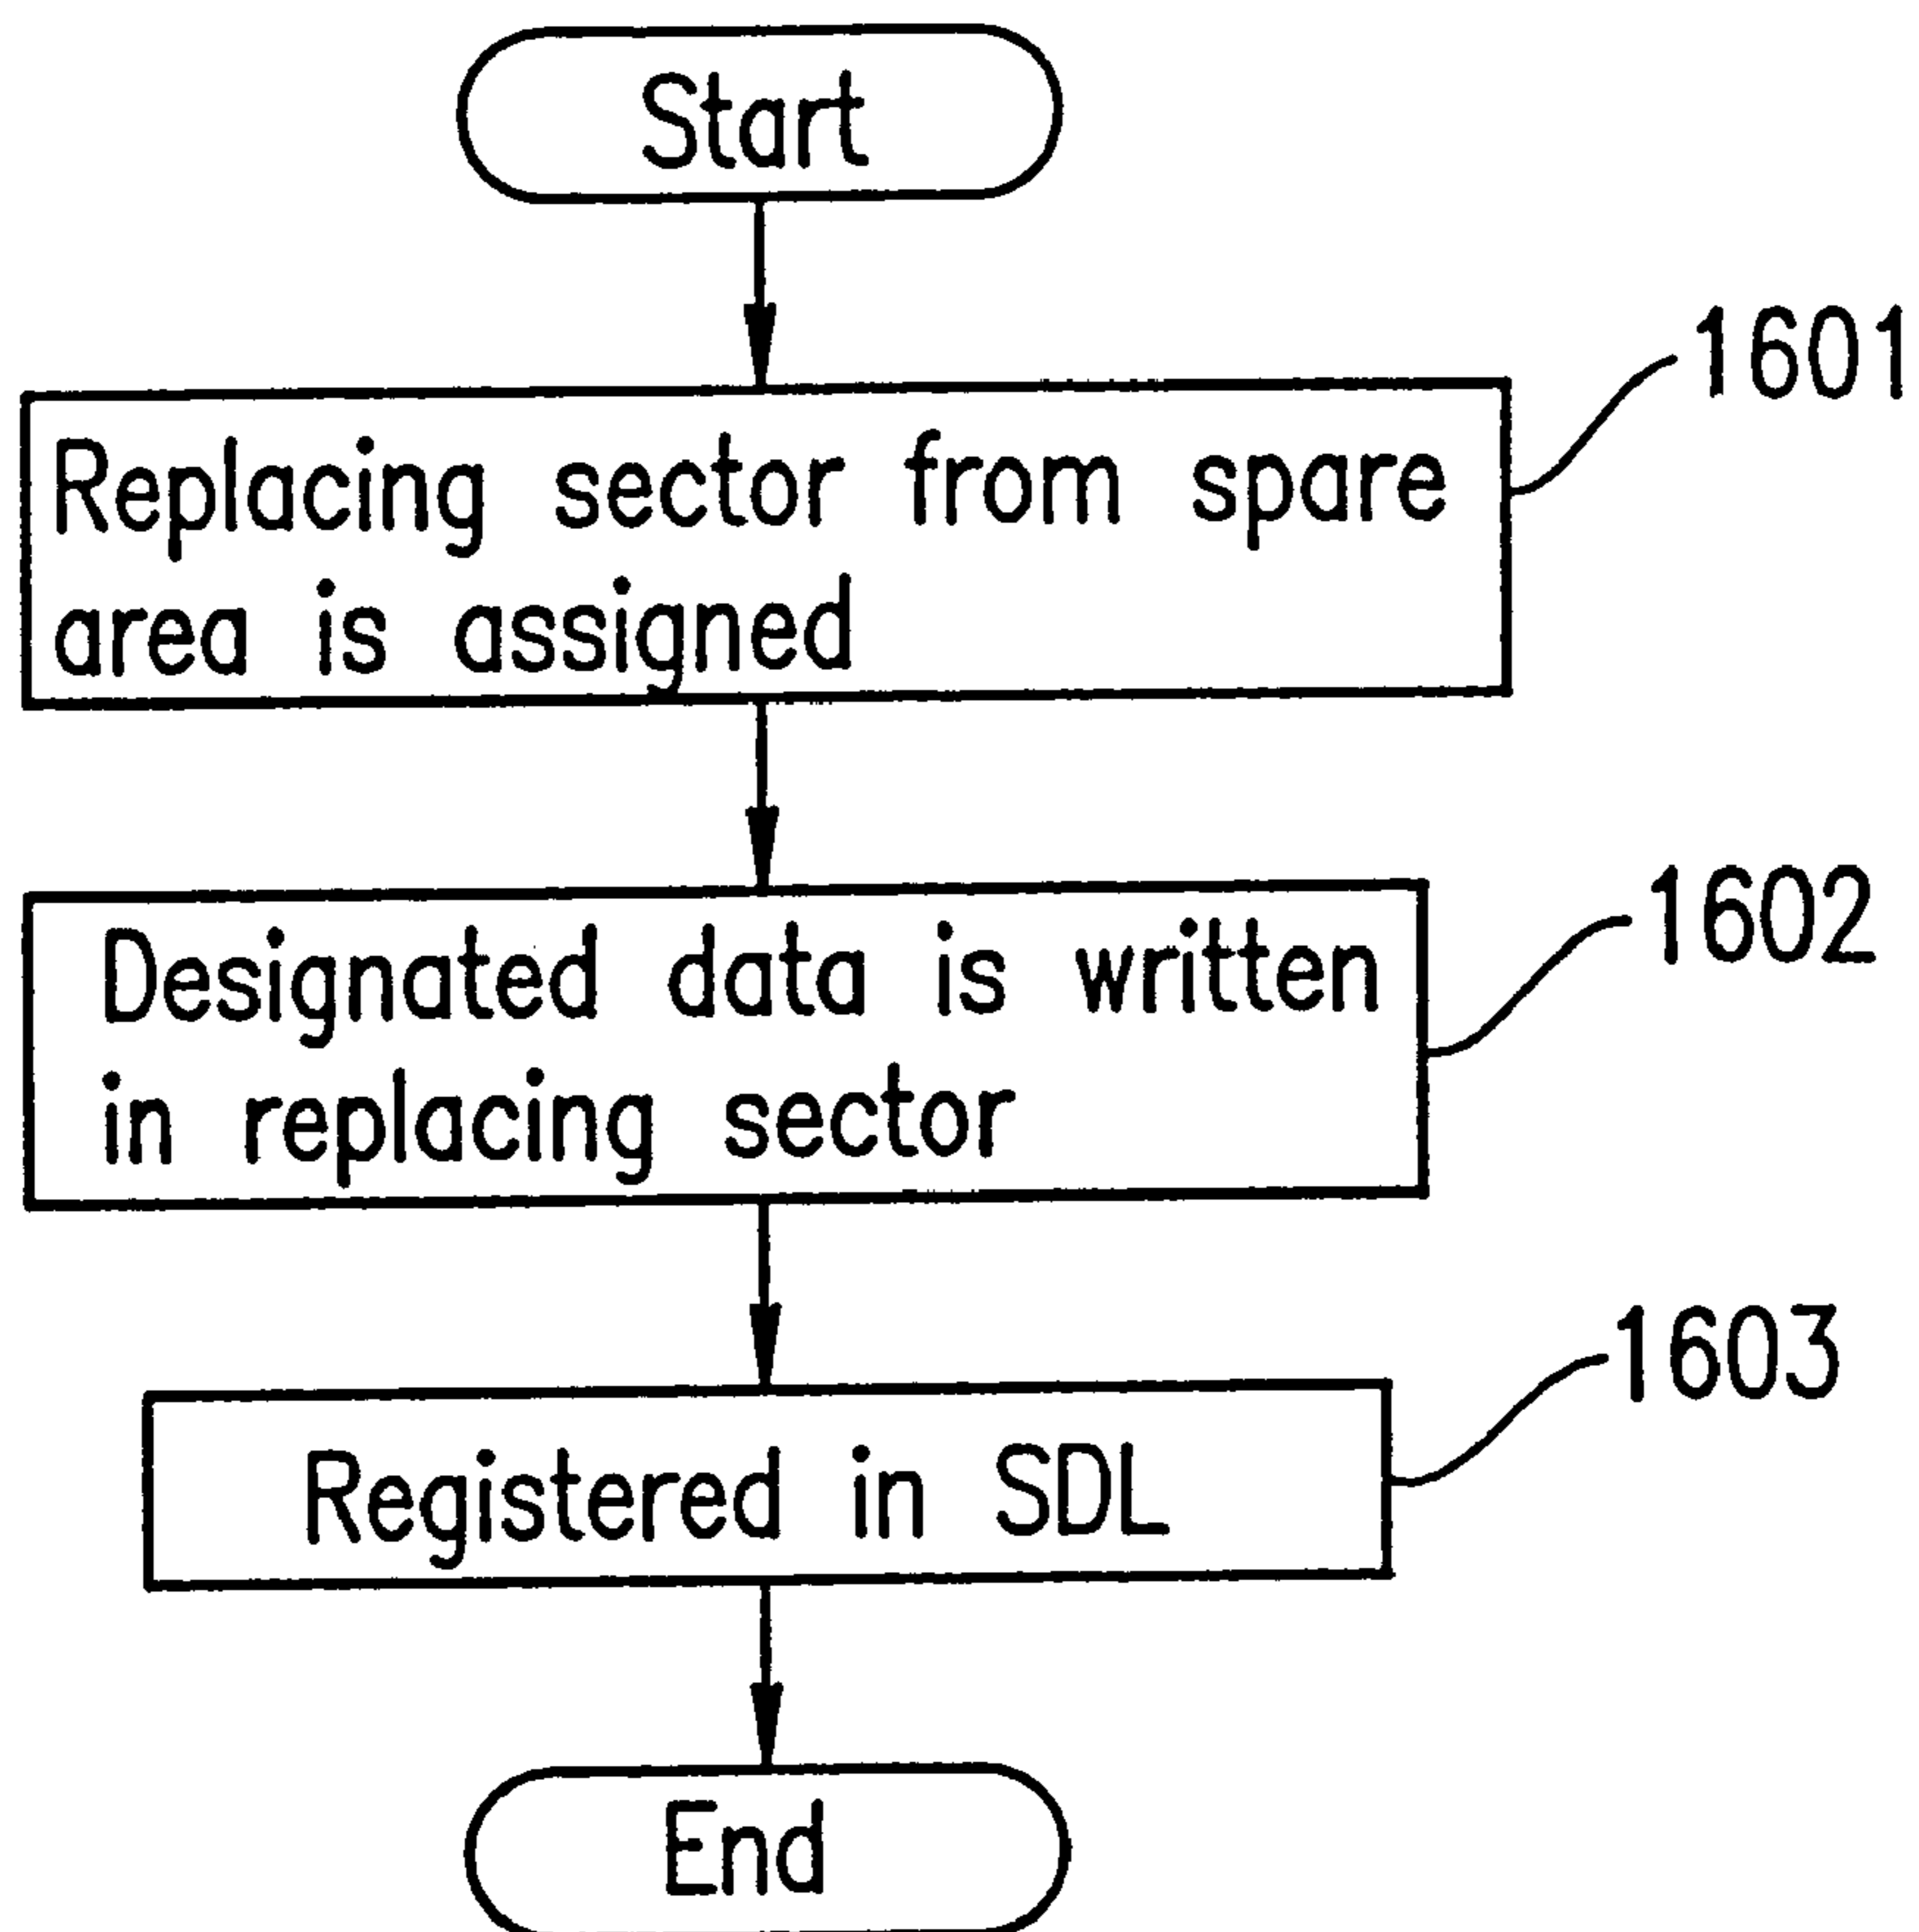 Start
1601
Replacing sector from spare
area is assigned
1602
Designated data is written
in replacing sector
1603
Registered in SDL
End